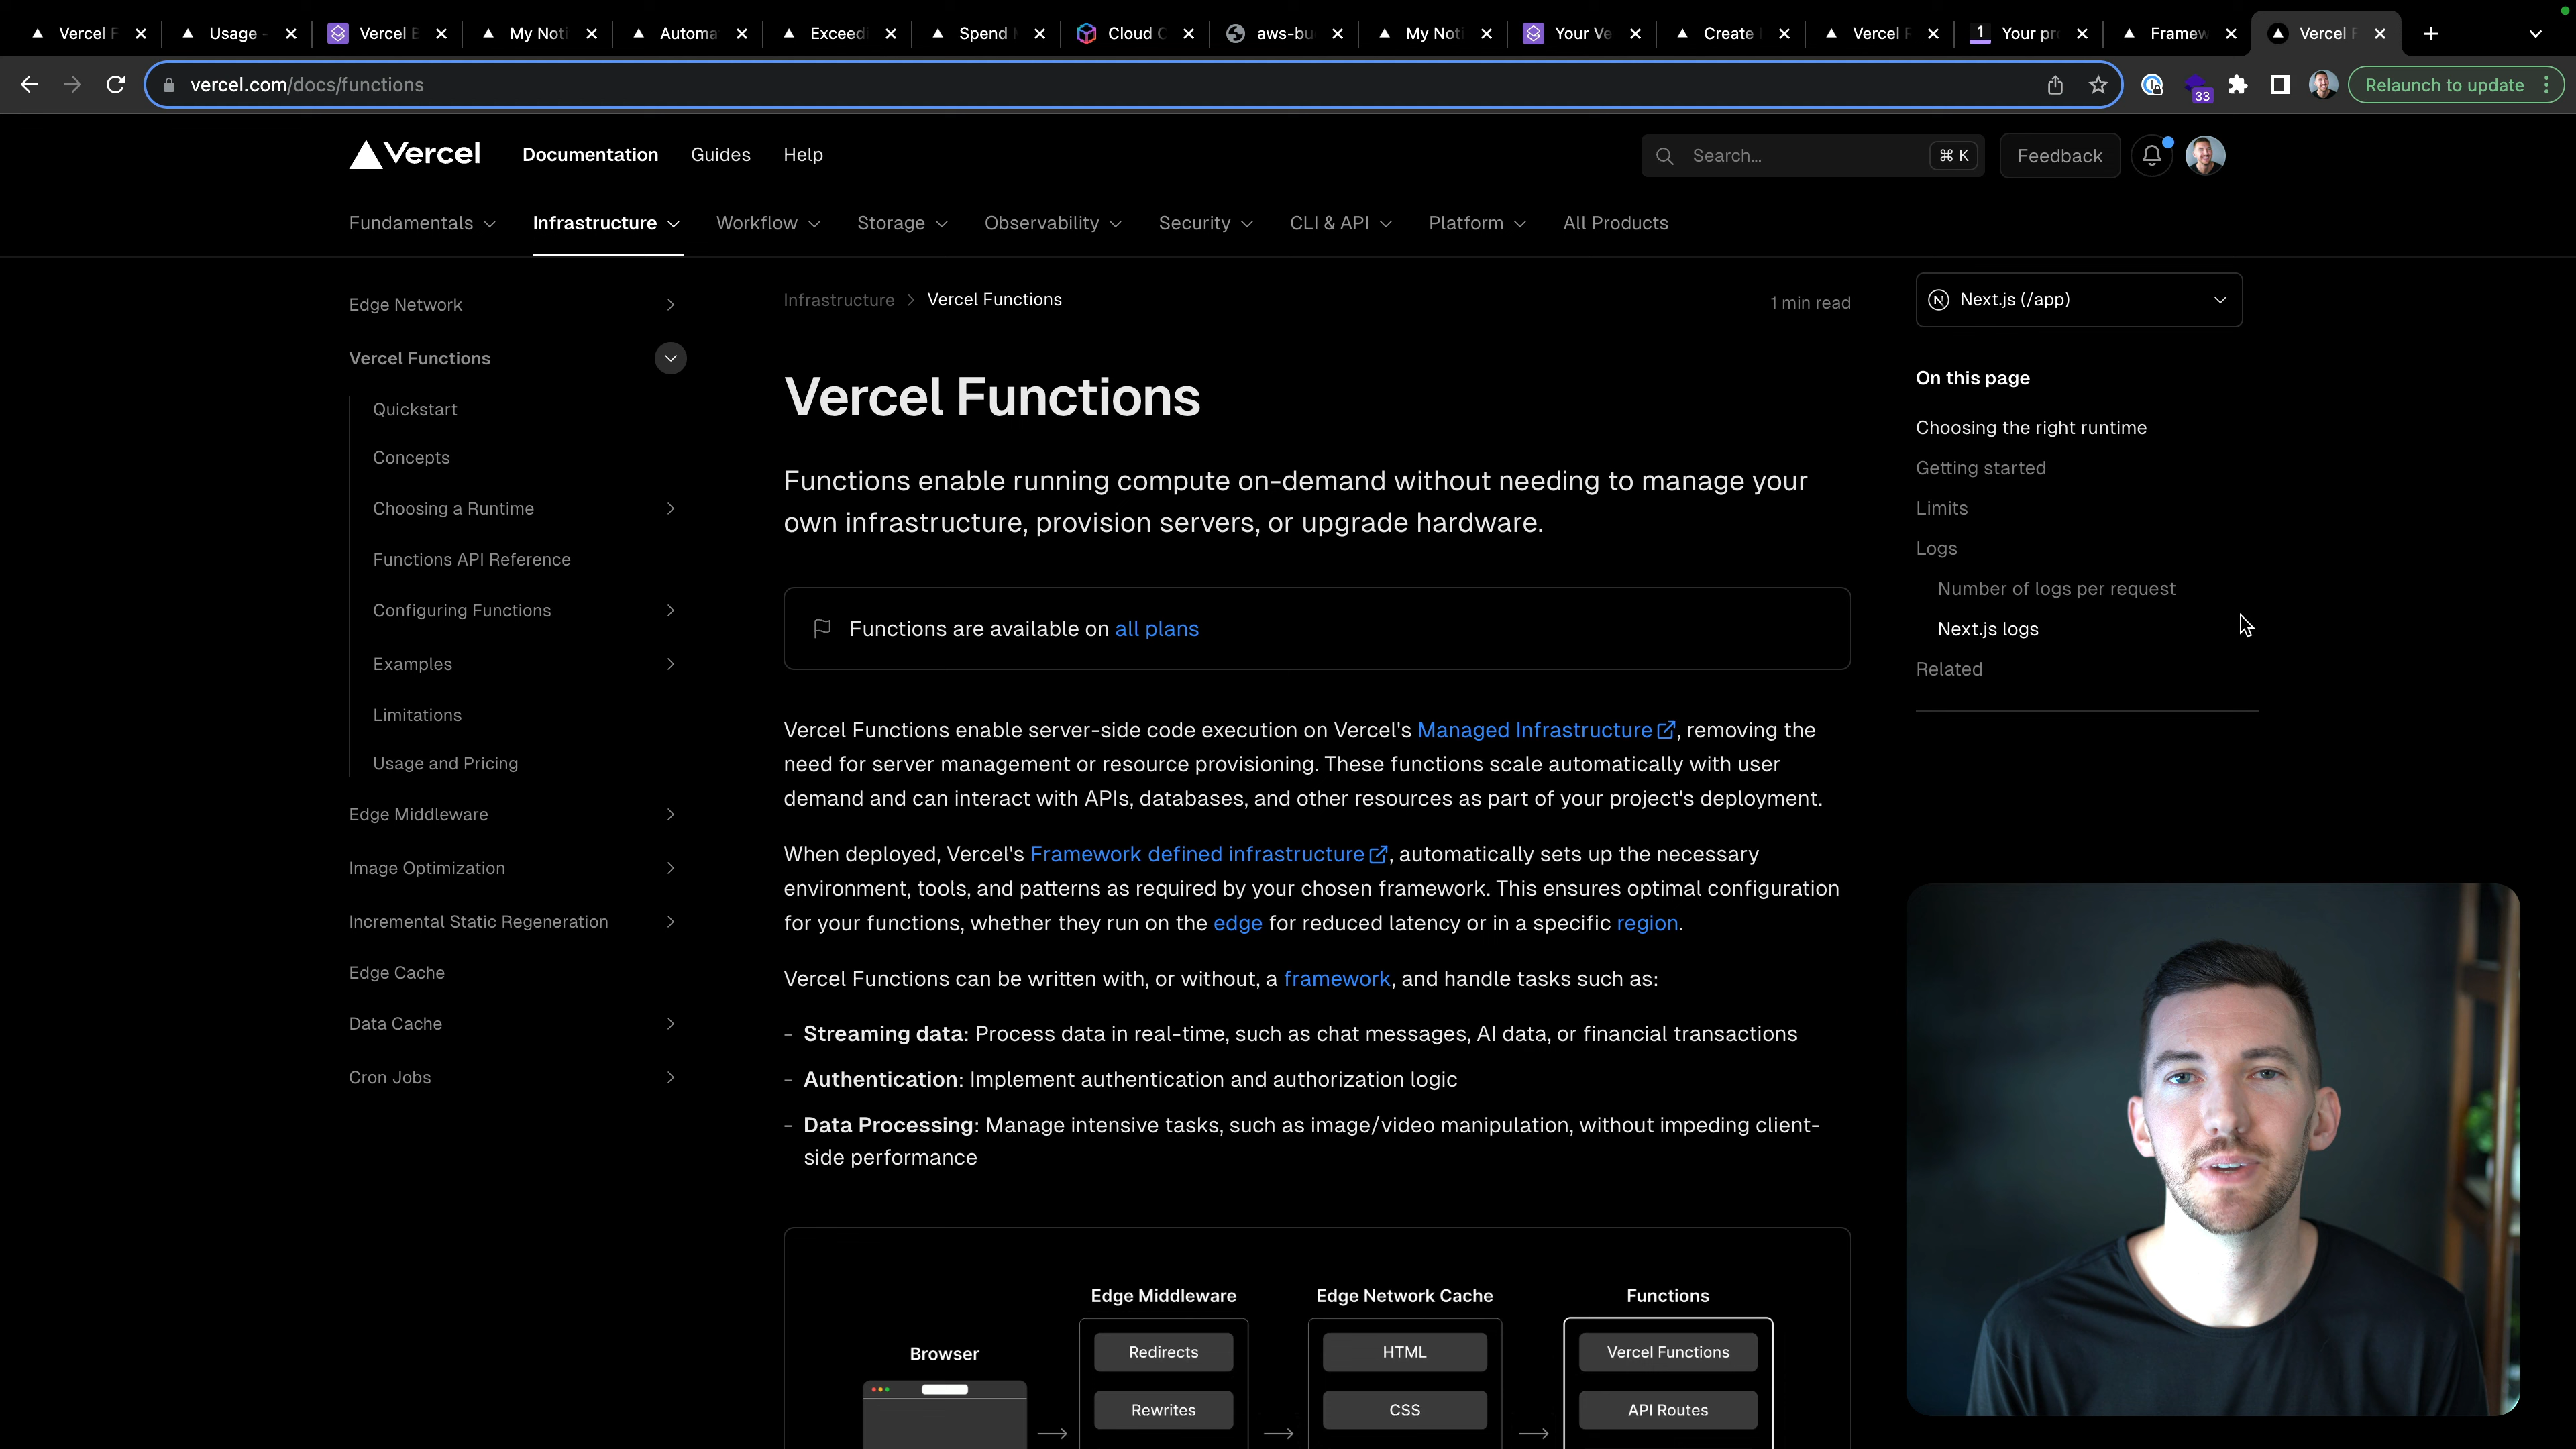 Vercel F
Usage -
Vercel E
My Noti
Automa
Exceedi
Spend M
Cloud C
aws-bu
My Noti
Your Ve
Create
Vercel F
1 Your pr
Framew
Vercel F
vercel.com/docs/functions
33
Relaunch to update
Vercel
Documentation
Guides
Help
Search...
⌘ K
Feedback
Fundamentals
Infrastructure
Workflow
Storage
Observability
Security
CLI & API
Platform
All Products
Edge Network
Vercel Functions
Quickstart
Concepts
Choosing a Runtime
Functions API Reference
Configuring Functions
Examples
Limitations
Usage and Pricing
Edge Middleware
Image Optimization
Incremental Static Regeneration
Edge Cache
Data Cache
Cron Jobs
Infrastructure > Vercel Functions
1 min read
Vercel Functions
Functions enable running compute on-demand without needing to manage your
own infrastructure, provision servers, or upgrade hardware.
Functions are available on all plans
Vercel Functions enable server-side code execution on Vercel's Managed Infrastructure, removing the
need for server management or resource provisioning. These functions scale automatically with user
demand and can interact with APIs, databases, and other resources as part of your project's deployment.
When deployed, Vercel's Framework defined infrastructure, automatically sets up the necessary
environment, tools, and patterns as required by your chosen framework. This ensures optimal configuration
for your functions, whether they run on the edge for reduced latency or in a specific region.
Vercel Functions can be written with, or without, a framework, and handle tasks such as:
- Streaming data: Process data in real-time, such as chat messages, AI data, or financial transactions
- Authentication: Implement authentication and authorization logic
- Data Processing: Manage intensive tasks, such as image/video manipulation, without impeding client-
side performance
Browser
Edge Middleware
Redirects
Rewrites
Edge Network Cache
HTML
CSS
Functions
Vercel Functions
API Routes
N Next.js (/app)
On this page
Choosing the right runtime
Getting started
Limits
Logs
Number of logs per request
Next.js logs
Related